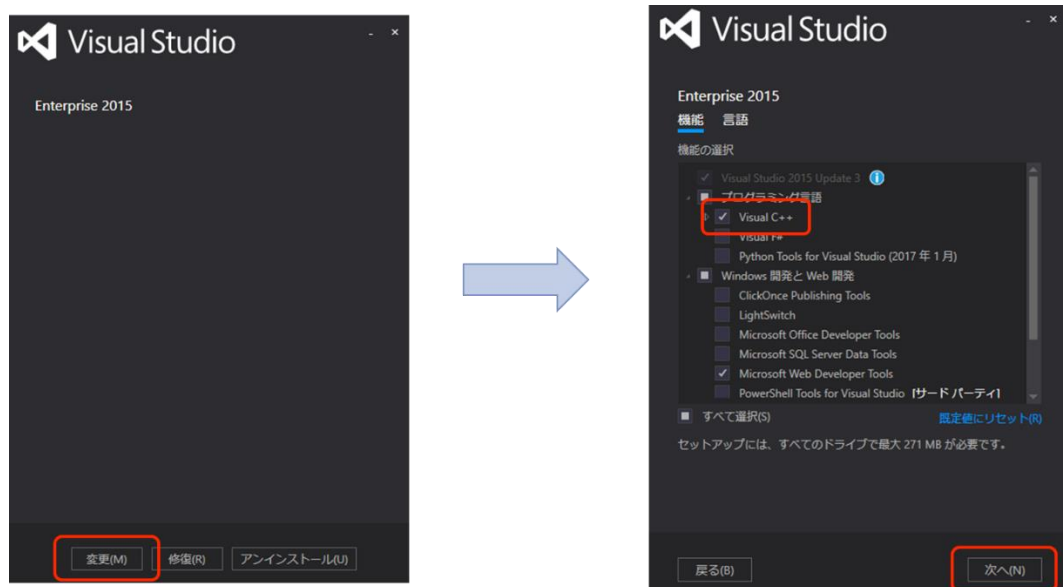 Visual Studio
Enterprise 2015
変更(M)
修復(R)
アンインストール(U)
Visual Studio
Enterprise 2015
機能 言語
機能の選択
Visual Studio 2015 Update 3
プログラミング言語
Visual C++
Visual F#
Python Tools for Visual Studio (2017 年 1 月)
Windows 開発と Web 開発
ClickOnce Publishing Tools
LightSwitch
Microsoft Office Developer Tools
Microsoft SQL Server Data Tools
Microsoft Web Developer Tools
PowerShell Tools for Visual Studio [サード パーティ]
すべて選択(S) 既定値にリセット(R)
セットアップには、すべてのドライブで最大 271 MB が必要です。
戻る(B) 次へ(N)